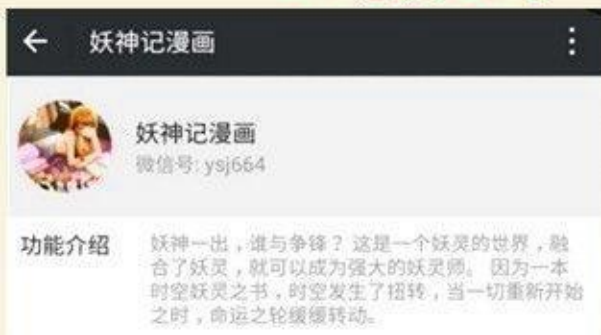 妖神记漫画
妖神记漫画
微信号: ysj664
功能介绍
妖神一出，谁与争锋？这是一个妖灵的世界，融
合了妖灵，就可以成为强大的妖灵师。 因为一本
时空妖灵之书，时空发生了扭转，当一切重新开始
之时，命运之轮缓缓转动。